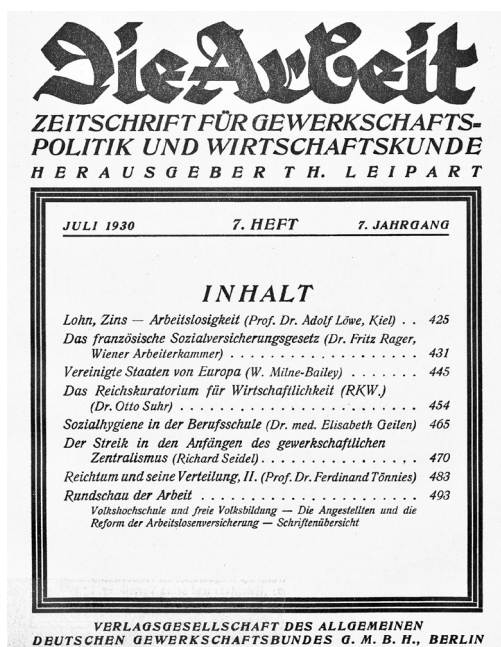 Die Arbeit
ZEITSCHRIFT FÜR GEWERKSCHAFTS-
POLITIK UND WIRTSCHAFTSKUNDE
HERAUSGEBER TH. LEIPART
JULI 1930 7. HEFT 7. JAHRGANG
INHALT
Lohn, Zins — Arbeitslosigkeit (Prof. Dr. Adolf Löwe, Kiel) . . 425
Das französische Sozialversicherungsgesetz (Dr. Fritz Rager,
Wiener Arbeiterkammer) . . . . . . . . . . . . . . . . . . 431
Vereinigte Staaten von Europa (W. Milne-Bailey) . . . . . . . 445
Das Reichskuratorium für Wirtschaftlichkeit (RKW.)
(Dr. Otto Suhr) . . . . . . . . . . . . . . . . . . . . . . . 454
Sozialhygiene in der Berufsschule (Dr. med. Elisabeth Geilen) 465
Der Streik in den Anfängen des gewerkschaftlichen
Zentralismus (Richard Seidel) . . . . . . . . . . . . . . . 470
Reichtum und seine Verteilung, II. (Prof. Dr. Ferdinand Tönnies) 483
Rundschau der Arbeit . . . . . . . . . . . . . . . . . . . . . 493
Volkshochschule und freie Volksbildung — Die Angestellten und die
Reform der Arbeitslosenversicherung — Schriftenübersicht
VERLAGSGESELLSCHAFT DES ALLGEMEINEN
DEUTSCHEN GEWERKSCHAFTSBUNDES G. M. B. H., BERLIN